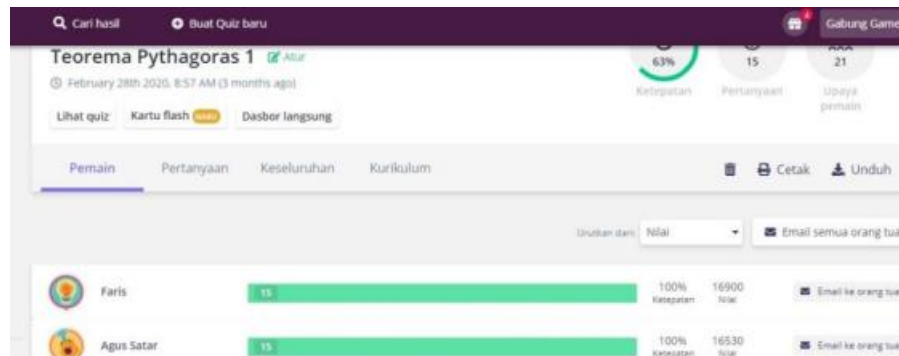 Cari hasil
Buat Quiz baru
4
Gabung Game
Teorema Pythagoras 1
Atur
February 28th 2020, 8:57 AM (3 months ago)
63%
15
21
Ketepatan
Pertanyaan
Upaya pemain
Lihat quiz
Kartu flash BARU
Dasbor langsung
Pemain
Pertanyaan
Keseluruhan
Kurikulum
Cetak
Unduh
Urutkan dari:
Nilai
Email semua orang tua
Faris
15
100%
Ketepatan
16900
Nilai
Email ke orang tua
Agus Satar
15
100%
Ketepatan
16530
Nilai
Email ke orang tua